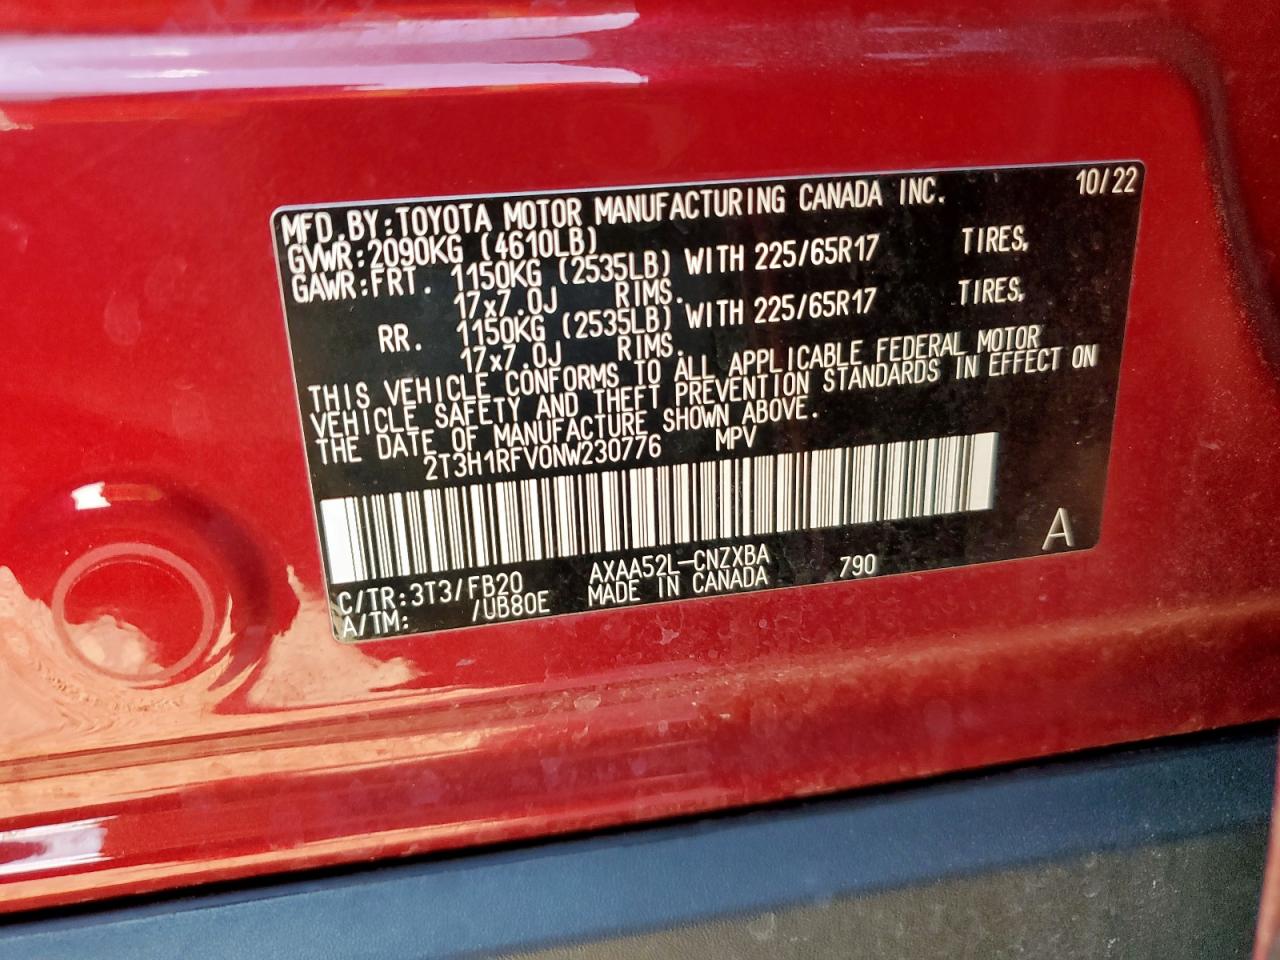 MFD.BY:TOYOTA MOTOR MANUFACTURING CANADA INC. 10/22
GVWR:2090KG (4610LB)
GAWR:FRT. 1150KG (2535LB) WITH 225/65R17 TIRES,
17x7.0J RIMS.
RR. 1150KG (2535LB) WITH 225/65R17 TIRES,
17x7.0J RIMS.
THIS VEHICLE CONFORMS TO ALL APPLICABLE FEDERAL MOTOR
VEHICLE SAFETY AND THEFT PREVENTION STANDARDS IN EFFECT ON
THE DATE OF MANUFACTURE SHOWN ABOVE.
2T3H1RFV0NW230776 MPV
A
C/TR:3T3/FB20 AXAA52L-CNZXBA 790
A/TM: /UB80E MADE IN CANADA